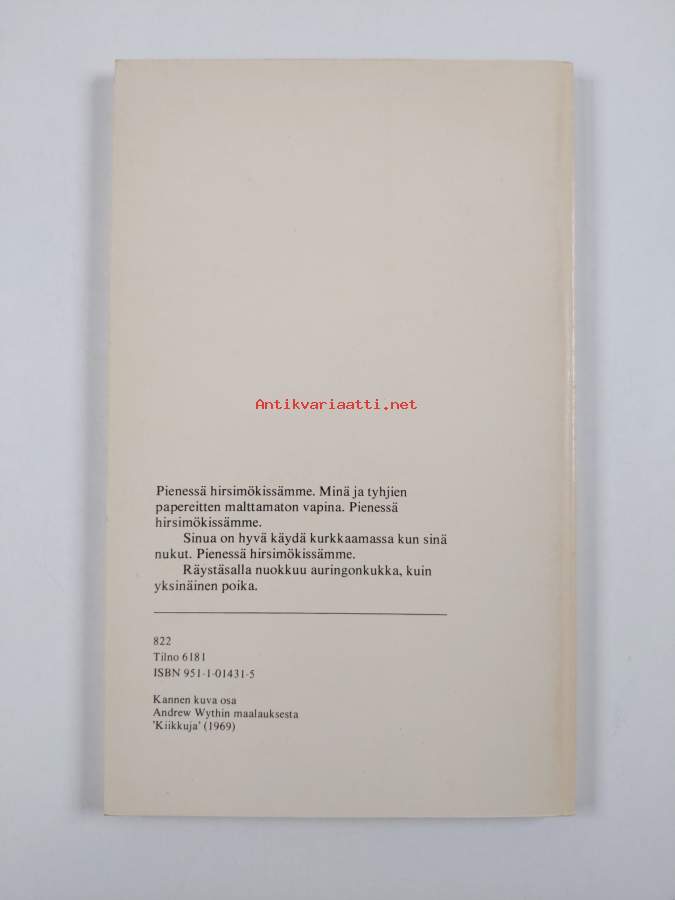 Antikvariaatti.net
Pienessä hirsimökissämme. Minä ja tyhjien
papereitten malttamaton vapina. Pienessä
hirsimökissämme.
Sinua on hyvä käydä kurkkaamassa kun sinä
nukut. Pienessä hirsimökissämme.
Räystäsalla nuokkuu auringonkukka, kuin
yksinäinen poika.
822
Tilno 6181
ISBN 951-1-01431-5
Kannen kuva osa
Andrew Wythin maalauksesta
'Kiikkuja' (1969)